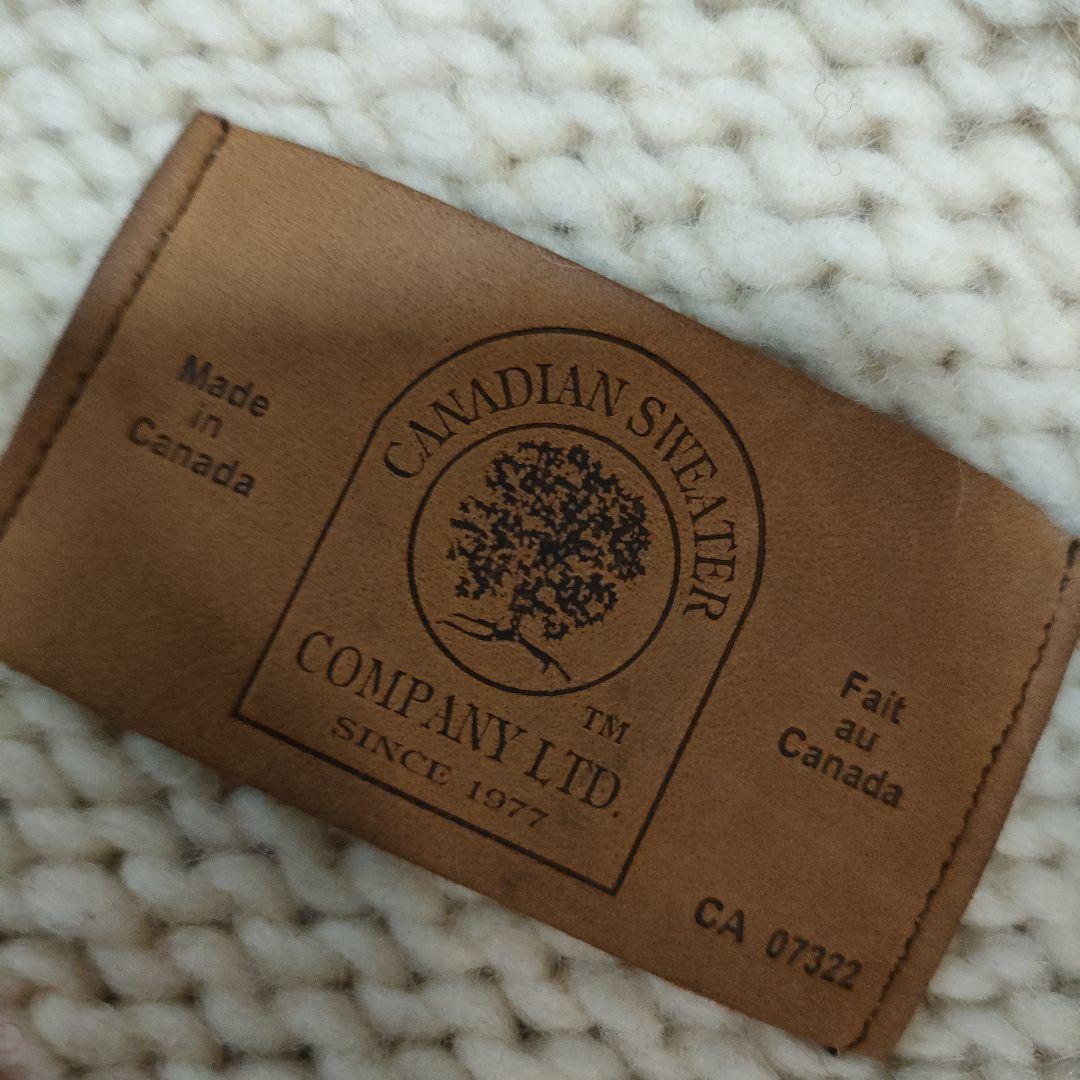 Made
in
Canada
CANADIAN SWEATER
COMPANY LTD.
TM
SINCE 1977
Fait
au
Canada
CA 07322